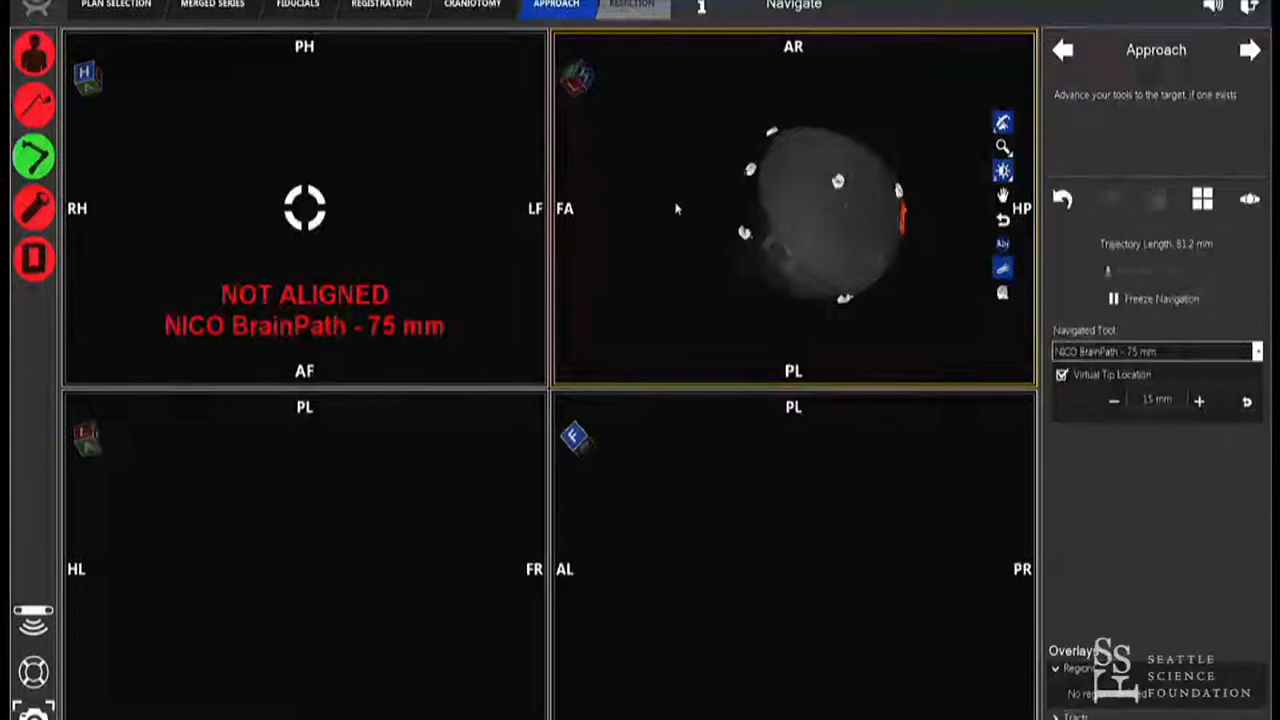 PLAN SELECTION MERGED SERIES FIDUCIALS REGISTRATION CRANIOTOMY APPROACH RESECTION
i Navigate
PH
H
RH
LF
NOT ALIGNED
NICO BrainPath - 75 mm
AF
AR
FA
HP
PL
PL
HL
FR
PL
F
AL
PR
Approach
Advance your tools to the target, if one exists
Trajectory Length: 81.2 mm
Freeze Navigation
Navigated Tool:
NICO BrainPath - 75 mm
Virtual Tip Location
15 mm
Overlays
SSF
SEATTLE
SCIENCE
FOUNDATION